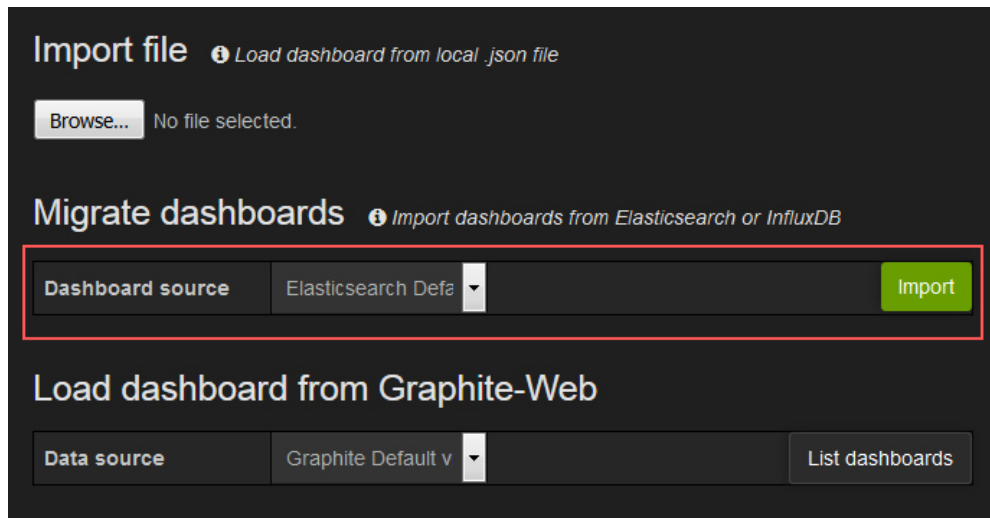 Import file Load dashboard from local .json file
Browse... No file selected.
Migrate dashboards Import dashboards from Elasticsearch or InfluxDB
Dashboard source Elasticsearch Defa Import
Load dashboard from Graphite-Web
Data source Graphite Default v List dashboards